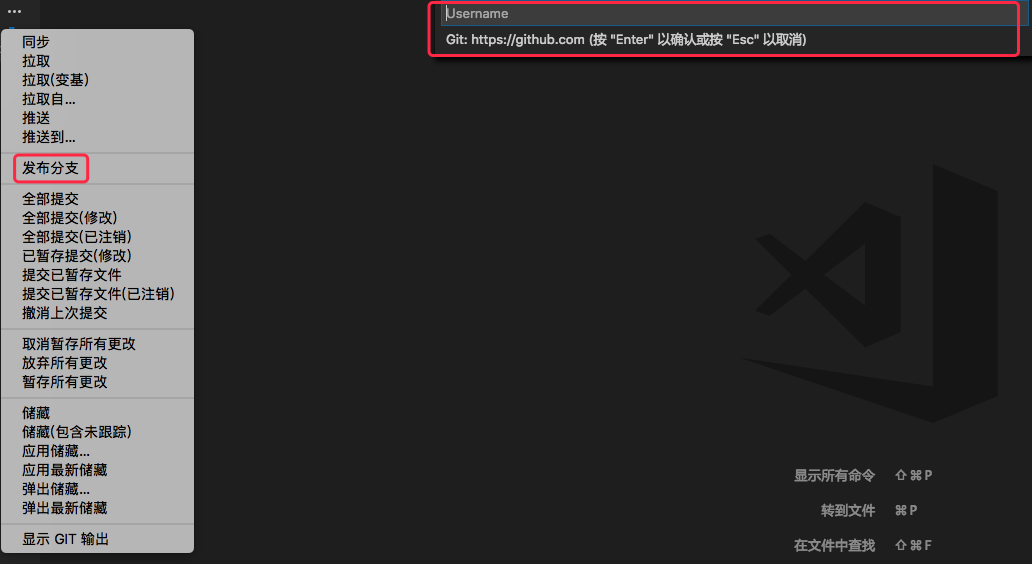 Username
Git: https://github.com (按 "Enter" 以确认或按 "Esc" 以取消)
同步
拉取
拉取(变基)
拉取自...
推送
推送到...
发布分支
全部提交
全部提交(修改)
全部提交(已注销)
已暂存提交(修改)
提交已暂存文件
提交已暂存文件(已注销)
撤消上次提交
取消暂存所有更改
放弃所有更改
暂存所有更改
储藏
储藏(包含未跟踪)
应用储藏...
应用最新储藏
弹出储藏...
弹出最新储藏
显示 GIT 输出
显示所有命令 ⇧⌘P
转到文件 ⌘P
在文件中查找 ⇧⌘F